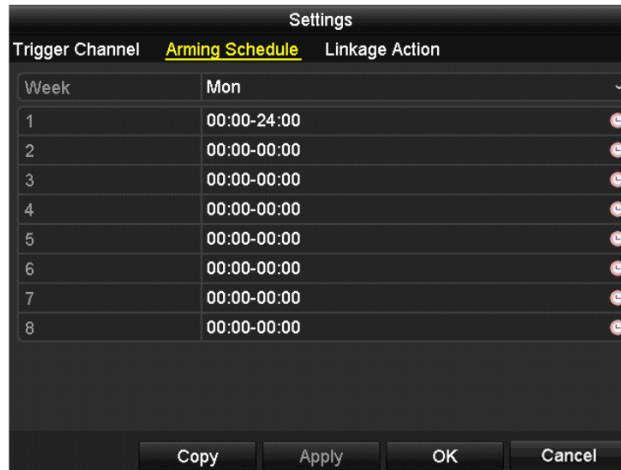 Settings
Trigger Channel Arming Schedule Linkage Action
Week Mon
1 00:00-24:00
2 00:00-00:00
3 00:00-00:00
4 00:00-00:00
5 00:00-00:00
6 00:00-00:00
7 00:00-00:00
8 00:00-00:00
Copy Apply OK Cancel